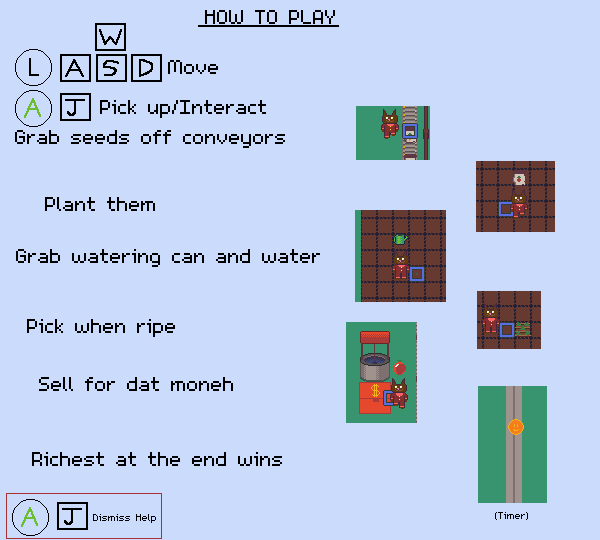 HOW TO PLAY
W
L A S D Move
A J Pick up/Interact
Grab seeds off conveyors
Plant them
Grab watering can and water
Pick when ripe
Sell for dat moneh
$
Richest at the end wins
A J Dismiss Help
(Timer)